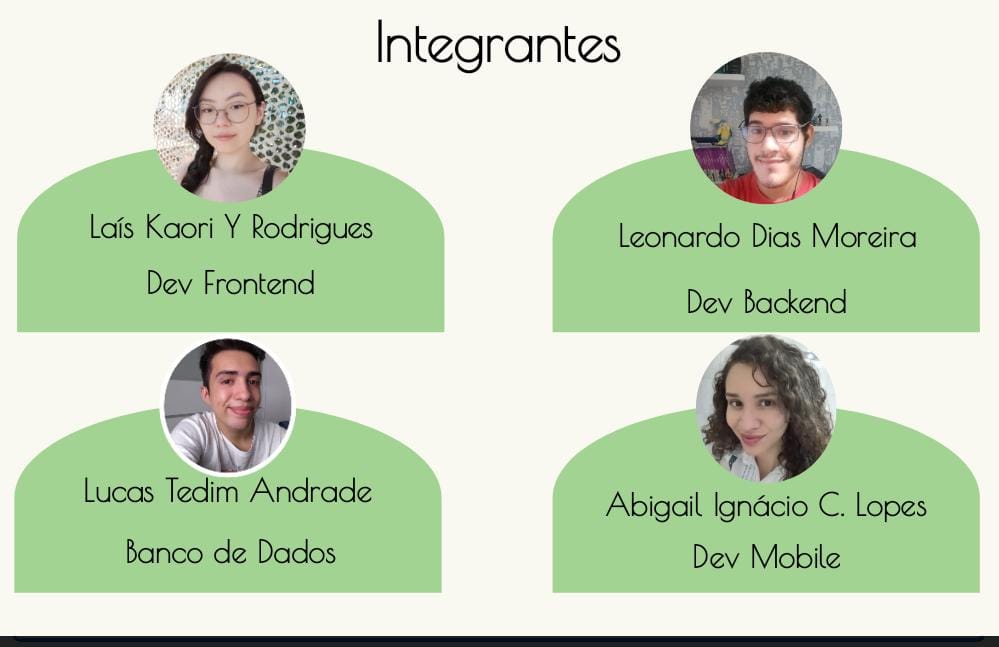 Integrantes
Laís Kaori Y Rodrigues
Dev Frontend
Leonardo Dias Moreira
Dev Backend
Lucas Tedim Andrade
Banco de Dados
Abigail Ignácio C. Lopes
Dev Mobile